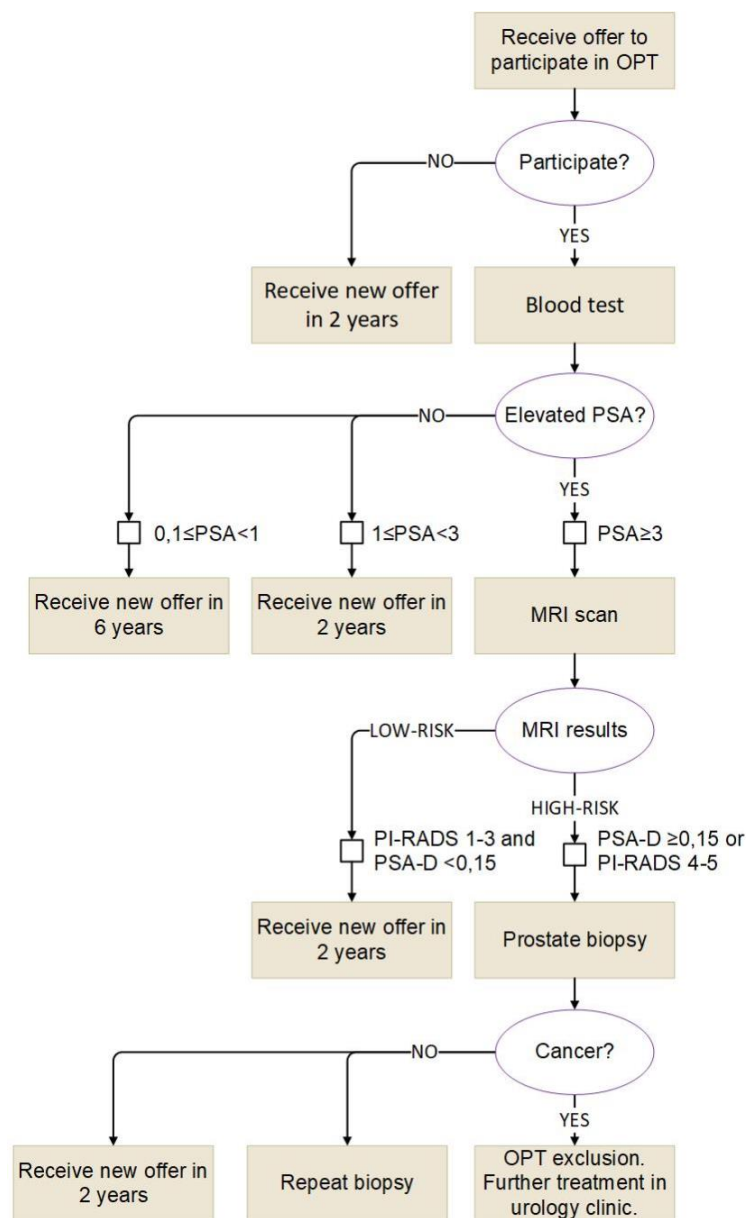 Receive offer to
participate in OPT
NO
Participate?
YES
Receive new offer
in 2 years
Blood test
NO
Elevated PSA?
YES
0,1≤PSA<1
1≤PSA<3
PSA≥3
Receive new offer in
6 years
Receive new offer in
2 years
MRI scan
LOW-RISK
MRI results
HIGH-RISK
PI-RADS 1-3 and
PSA-D <0,15
PSA-D ≥0,15 or
PI-RADS 4-5
Receive new offer in
2 years
Prostate biopsy
NO
Cancer?
YES
Receive new offer in
2 years
Repeat biopsy
OPT exclusion.
Further treatment in
urology clinic.